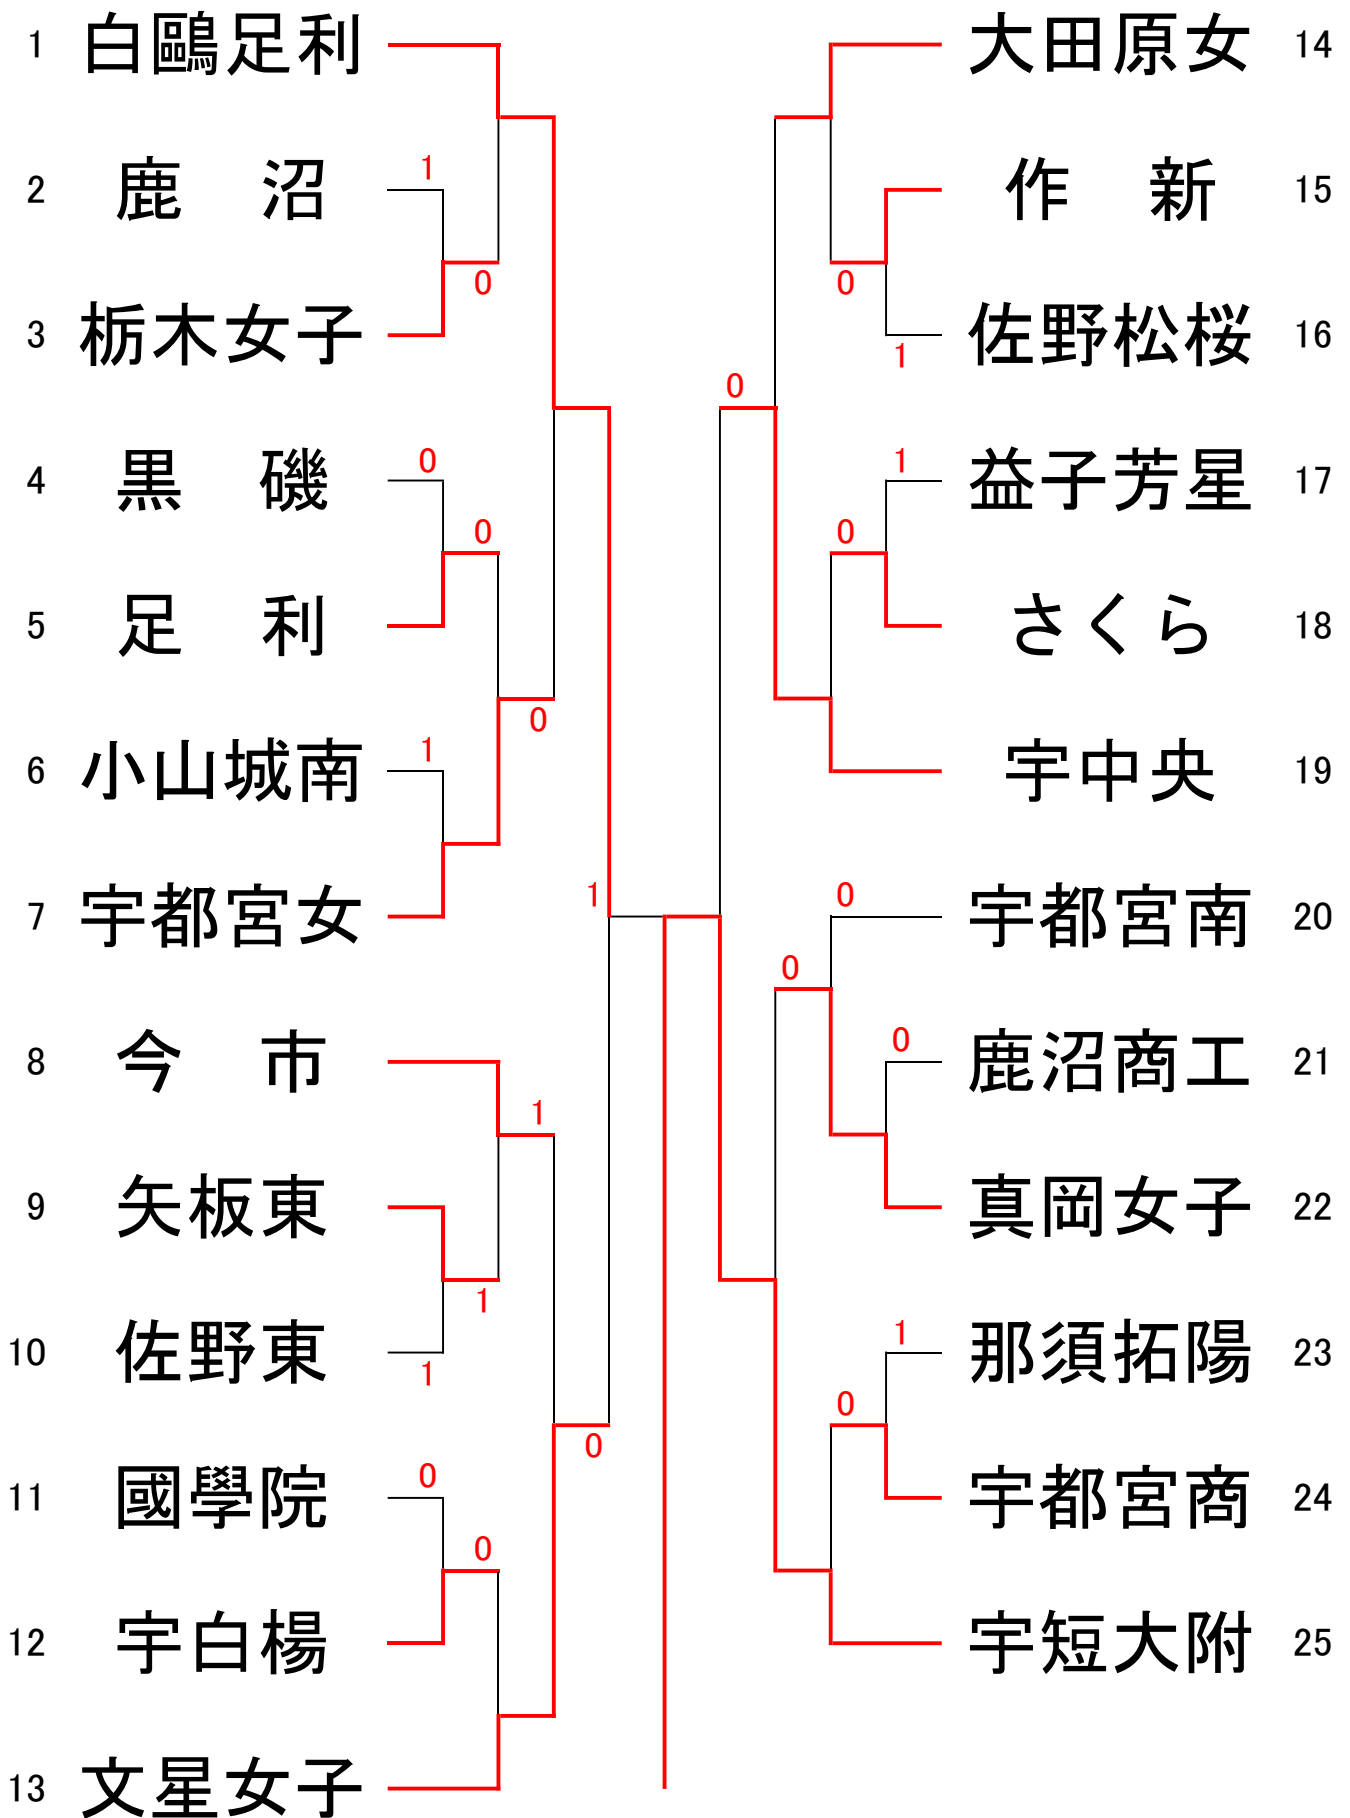 1 白鷗足利
1
2 鹿 沼
0
3 栃木女子
0
4 黒 磯
0
5 足 利
0
1
6 小山城南
1
7 宇都宮女
8 今 市
1
9 矢板東
1
10 佐野東
1
0
0
11 國學院
0
12 宇白楊
13 文星女子
大田原女 14
作 新 15
0
佐野松桜 16
1
0
1
益子芳星 17
0
さくら 18
宇中央 19
0
宇都宮南 20
0
0
鹿沼商工 21
真岡女子 22
1
那須拓陽 23
0
宇都宮商 24
宇短大附 25